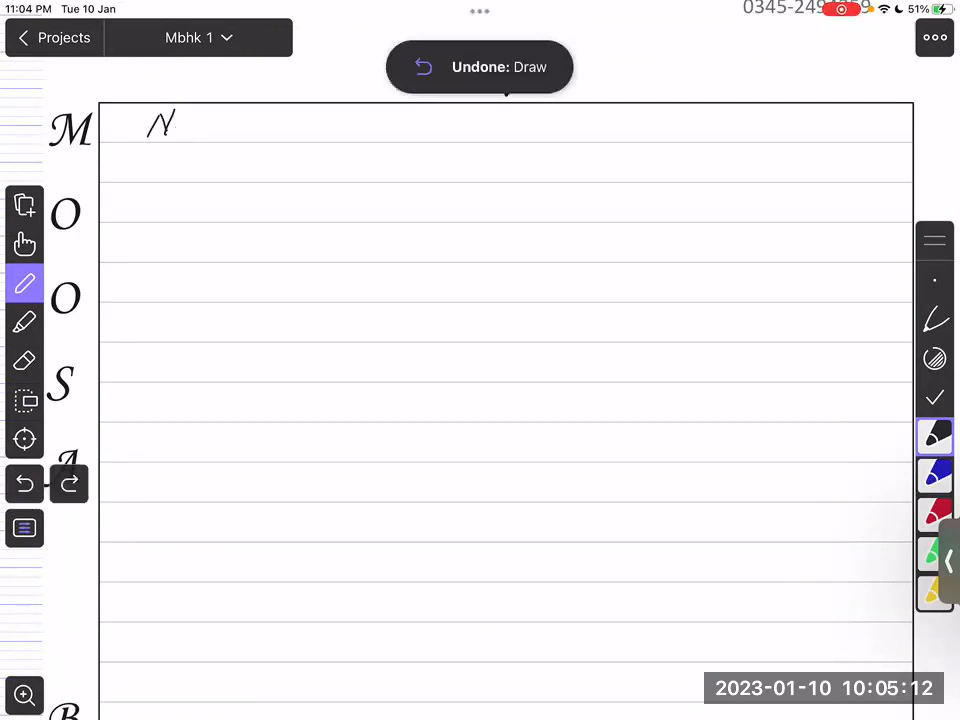 11:04 PM Tue 10 Jan
51%
Projects
Mbhk 1
Undone: Draw
M
N
O
O
S
A
B
2023-01-10 10:05:12